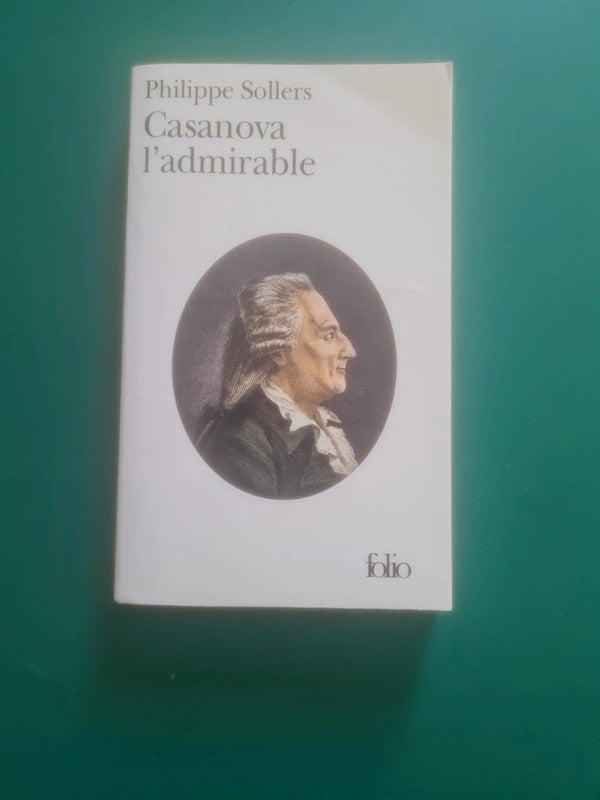 Philippe Sollers
Casanova
l'admirable
folio